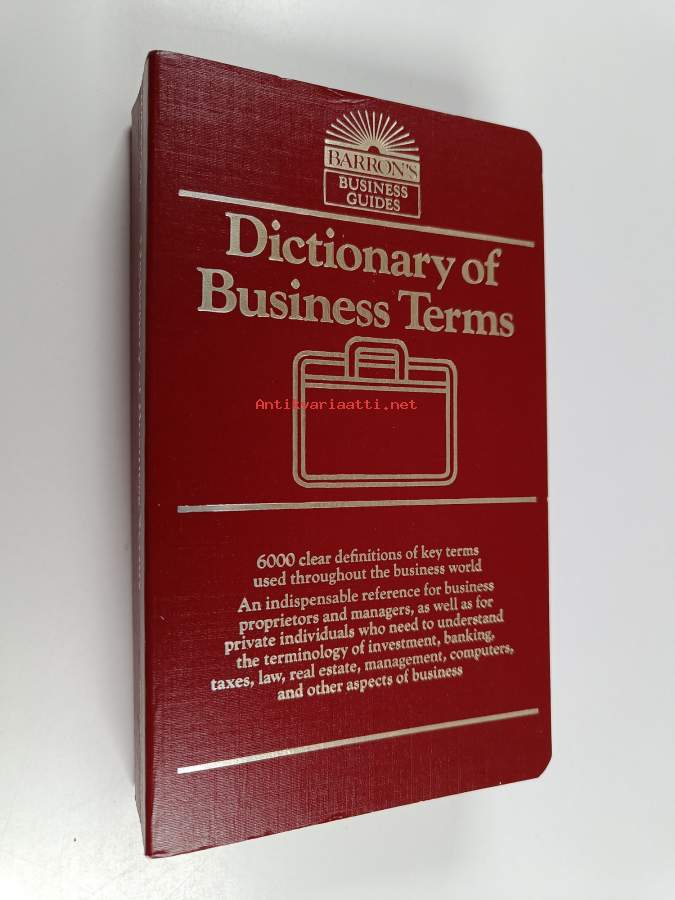 BARRON'S
BUSINESS
GUIDES
Dictionary of
Business Terms
Antikvariaatti.net
6000 clear definitions of key terms
used throughout the business world
An indispensable reference for business
proprietors and managers, as well as for
private individuals who need to understand
the terminology of investment, banking,
taxes, law, real estate, management, computers,
and other aspects of business